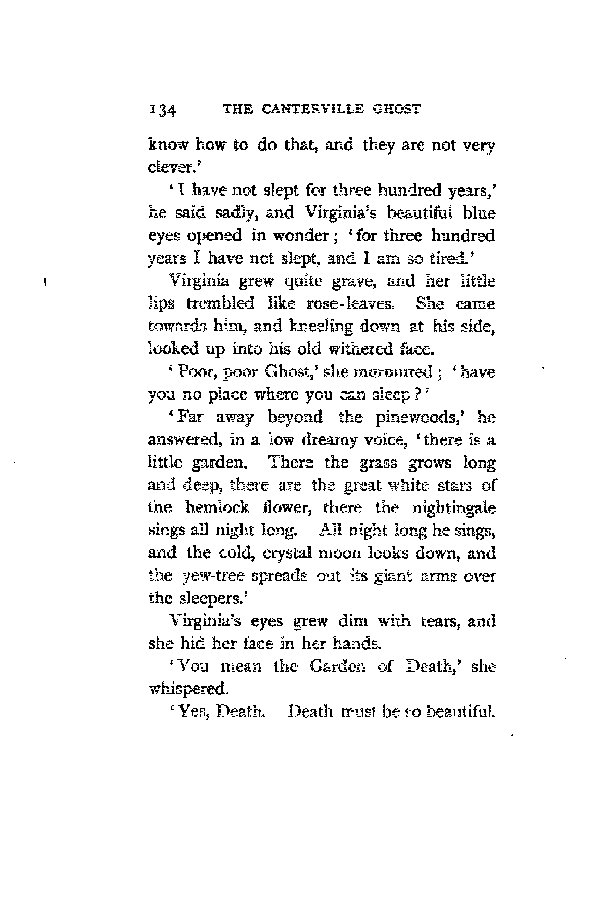 134 THE CANTERVILLE GHOST
know how to do that, and they are not very
clever.'
'I have not slept for three hundred years,'
he said sadly, and Virginia's beautiful blue
eyes opened in wonder; 'for three hundred
years I have not slept, and I am so tired.'
Virginia grew quite grave, and her little
lips trembled like rose-leaves. She came
towards him, and kneeling down at his side,
looked up into his old withered face.
'Poor, poor Ghost,' she murmured; 'have
you no place where you can sleep?'
'Far away beyond the pinewoods,' he
answered, in a low dreamy voice, 'there is a
little garden. There the grass grows long
and deep, there are the great white stars of
the hemlock flower, there the nightingale
sings all night long. All night long he sings,
and the cold, crystal moon looks down, and
the yew-tree spreads out its giant arms over
the sleepers.'
Virginia's eyes grew dim with tears, and
she hid her face in her hands.
'You mean the Garden of Death,' she
whispered.
'Yes, Death. Death must be so beautiful.